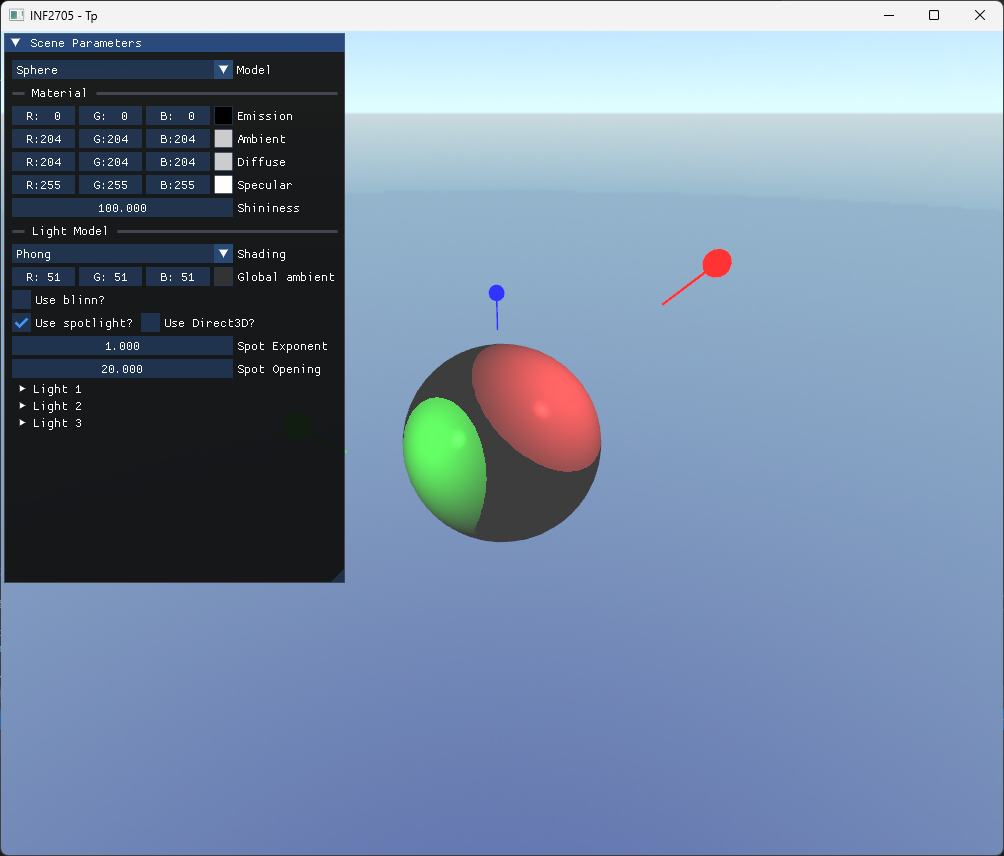 INF2705 - Tp
Scene Parameters
Sphere Model
Material
R: 0 G: 0 B: 0 Emission
R:204 G:204 B:204 Ambient
R:204 G:204 B:204 Diffuse
R:255 G:255 B:255 Specular
100.000 Shininess
Light Model
Phong Shading
R: 51 G: 51 B: 51 Global ambient
Use blinn?
Use spotlight? Use Direct3D?
1.000 Spot Exponent
20.000 Spot Opening
Light 1
Light 2
Light 3